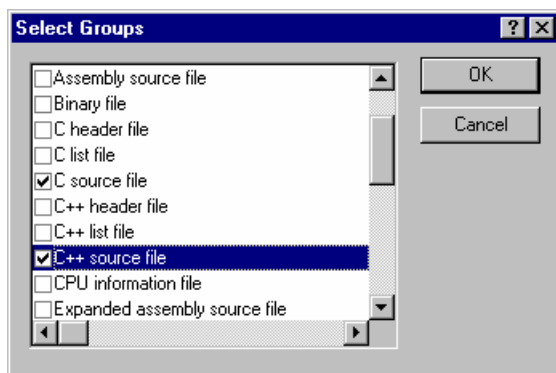 Select Groups
Assembly source file
Binary file
C header file
C list file
C source file
C++ header file
C++ list file
C++ source file
CPU information file
Expanded assembly source file
OK
Cancel